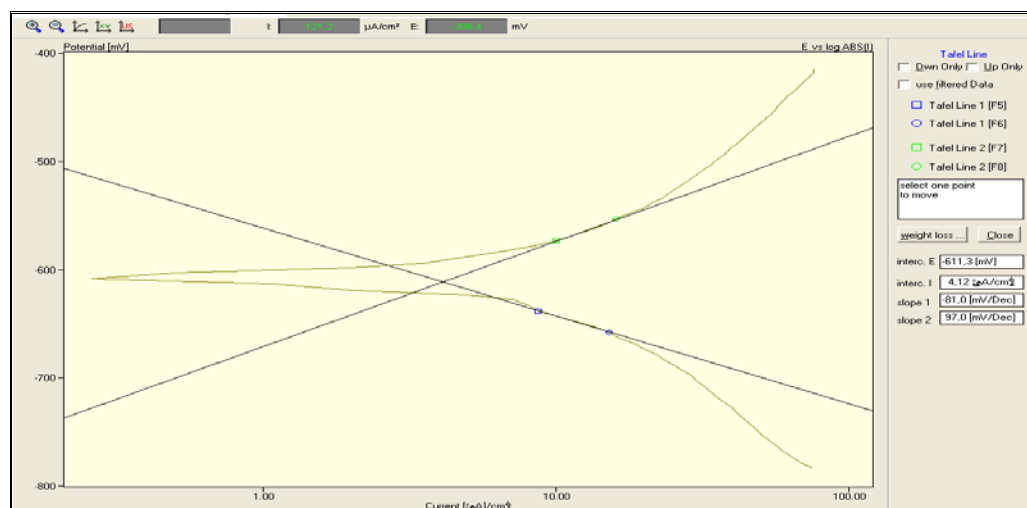 I: 121,2 µA/cm² E: mV
Potential [mV]
E vs log ABS(I)
-400
-500
-600
-700
-800
1.00
10.00
100.00
Tafel Line
Dwn Only Up Only
use filtered Data
Tafel Line 1 [F5]
Tafel Line 1 [F6]
Tafel Line 2 [F7]
Tafel Line 2 [F8]
select one point
to move
weight loss ... Close
interc. E -611,3 [mV]
interc. I 4,12
slope 1 -81,0 [mV/Dec]
slope 2 97,0 [mV/Dec]